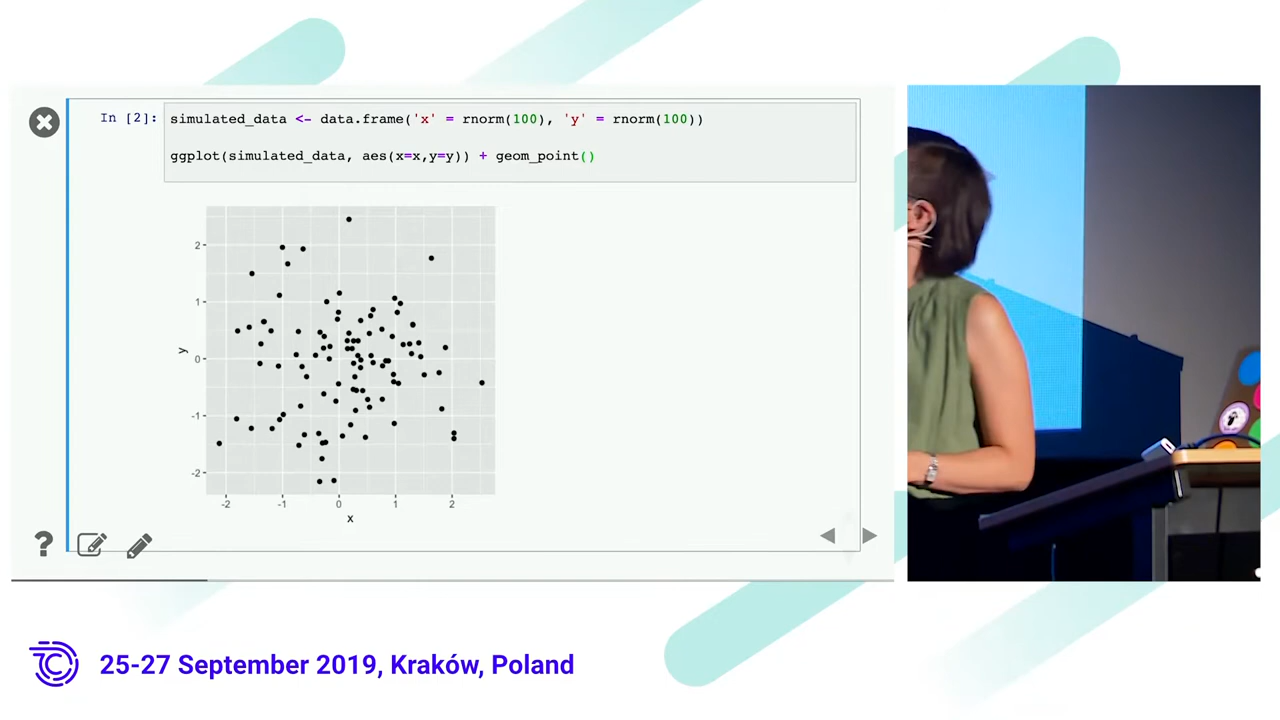 In [2]:
simulated_data <- data.frame('x' = rnorm(100), 'y' = rnorm(100))
ggplot(simulated_data, aes(x=x,y=y)) + geom_point()
2
1
0
-1
-2
y
-2 -1 0 1 2
x
?
25-27 September 2019, Kraków, Poland